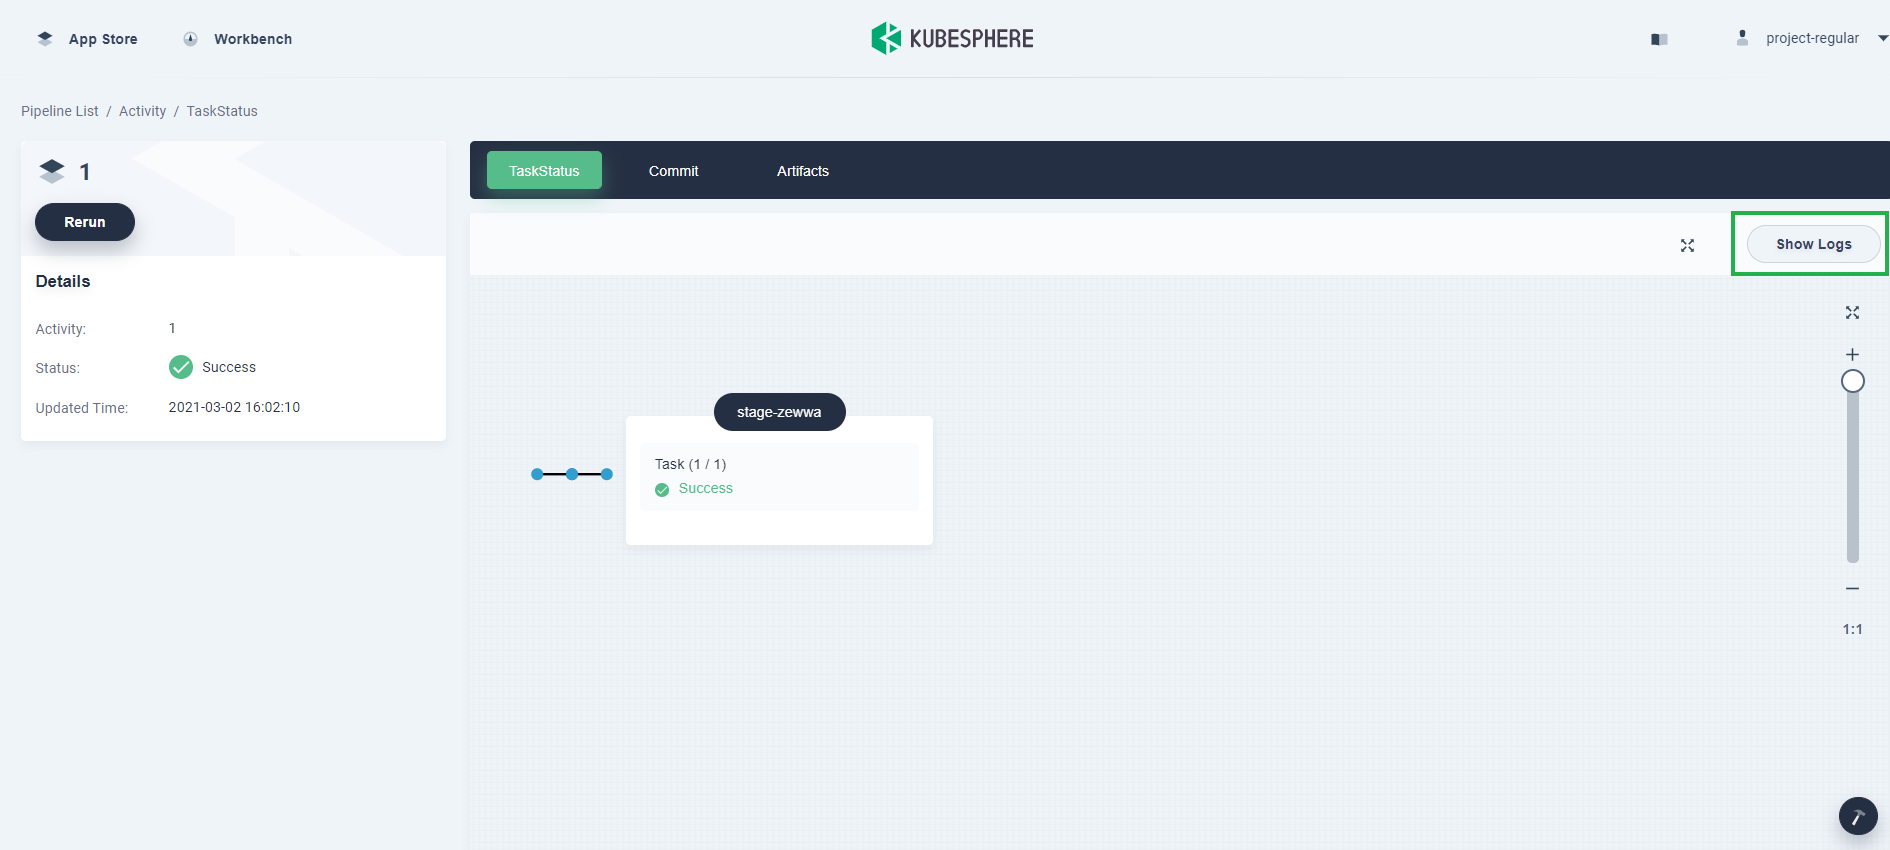 App Store
Workbench
KUBESPHERE
project-regular
Pipeline List / Activity / TaskStatus
1
Rerun
Details
Activity: 1
Status: Success
Updated Time: 2021-03-02 16:02:10
TaskStatus
Commit
Artifacts
Show Logs
stage-zewwa
Task (1 / 1)
Success
1:1